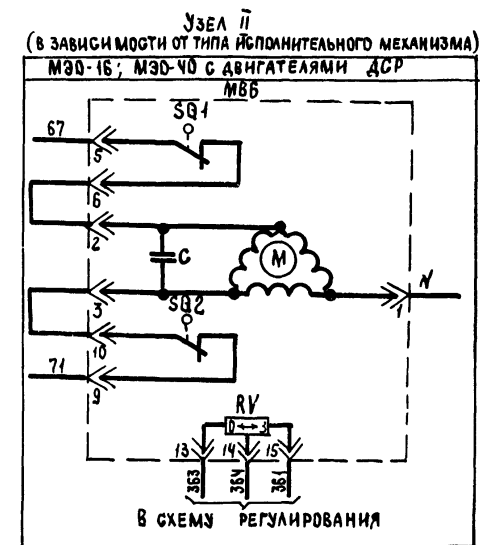 УЗЕЛ II
(В ЗАВИСИМОСТИ ОТ ТИПА ИСПОЛНИТЕЛЬНОГО МЕХАНИЗМА)
МЭО-16; МЭО-40 С ДВИГАТЕЛЯМИ ДСР
МВ6
SQ1
67
5
6
2
C
M
3
SQ2
N
1
10
71
9
RV
О З
13 14 15
363 364 361
В СХЕМУ РЕГУЛИРОВАНИЯ